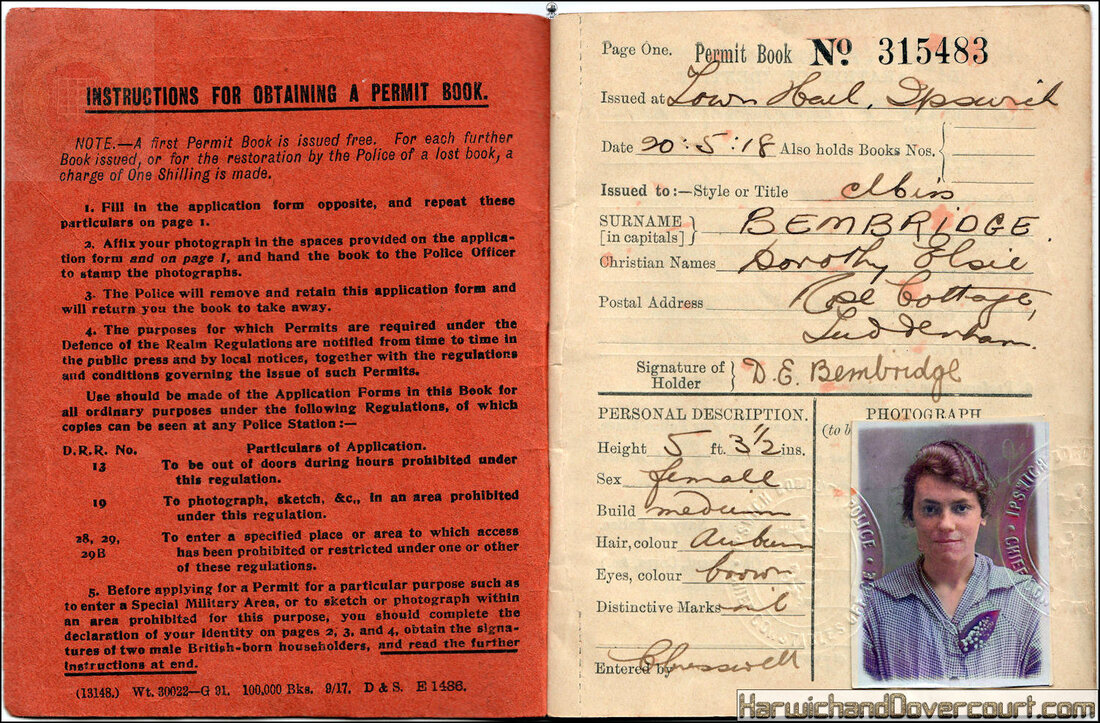 INSTRUCTIONS FOR OBTAINING A PERMIT BOOK.
NOTE.—A first Permit Book is issued free. For each further
Book issued, or for the restoration by the Police of a lost book, a
charge of One Shilling is made.
1. Fill in the application form opposite, and repeat these
particulars on page 1.
2. Affix your photograph in the spaces provided on the applica-
tion form and on page 1, and hand the book to the Police Officer
to stamp the photographs.
3. The Police will remove and retain this application form and
will return you the book to take away.
4. The purposes for which Permits are required under the
Defence of the Realm Regulations are notified from time to time in
the public press and by local notices, together with the regulations
and conditions governing the issue of such Permits.
Use should be made of the Application Forms in this Book for
all ordinary purposes under the following Regulations, of which
copies can be seen at any Police Station:—
D.R.R. No. Particulars of Application.
13 To be out of doors during hours prohibited under
this regulation.
19 To photograph, sketch, &c., in an area prohibited
under this regulation.
28, 29, To enter a specified place or area to which access
29B has been prohibited or restricted under one or other
of these regulations.
5. Before applying for a Permit for a particular purpose such as
to enter a Special Military Area, or to sketch or photograph within
an area prohibited for this purpose, you should complete the
declaration of your identity on pages 2, 3, and 4, obtain the signa-
tures of two male British-born householders, and read the further
instructions at end.
(13148.) Wt. 30022—G 91. 100,000 Bks. 9/17. D & S. E 1486.
Page One. Permit Book No. 315483
Issued at Town Hall, Ipswich
Date 20:5:18 Also holds Books Nos.
Issued to:—Style or Title Miss
SURNAME BEMBRIDGE.
[in capitals]
Christian Names Dorothy Elsie
Postal Address Rose Cottage,
Luddenham.
Signature of D. E. Bembridge
Holder
PERSONAL DESCRIPTION. PHOTOGRAPH
Height 5 ft. 3 1/2 ins. (to b
Sex female
Build medium
Hair, colour Auburn
Eyes, colour brown
Distinctive Marks nil
Entered by
POLICE
IPSWICH
CHIEF
HarwichandDovercourt.com